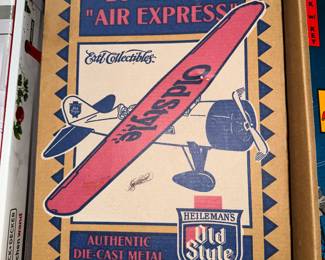 "AIR EXPRESS"
Ertl Collectibles
Old Style
HEILEMAN'S
Old
Style
AUTHENTIC
DIE-CAST METAL